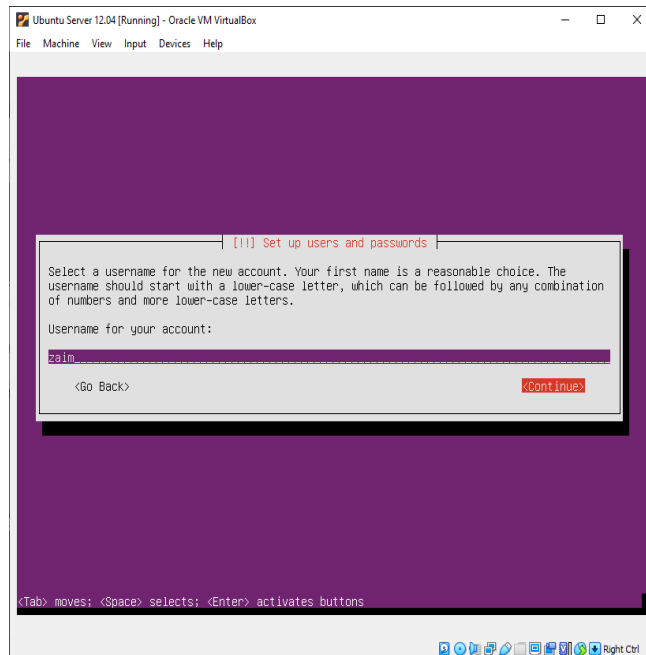 Ubuntu Server 12.04 [Running] - Oracle VM VirtualBox
File Machine View Input Devices Help
[!!] Set up users and passwords
Select a username for the new account. Your first name is a reasonable choice. The
username should start with a lower-case letter, which can be followed by any combination
of numbers and more lower-case letters.
Username for your account:
zaim
<Go Back> <Continue>
<Tab> moves; <Space> selects; <Enter> activates buttons
Right Ctrl